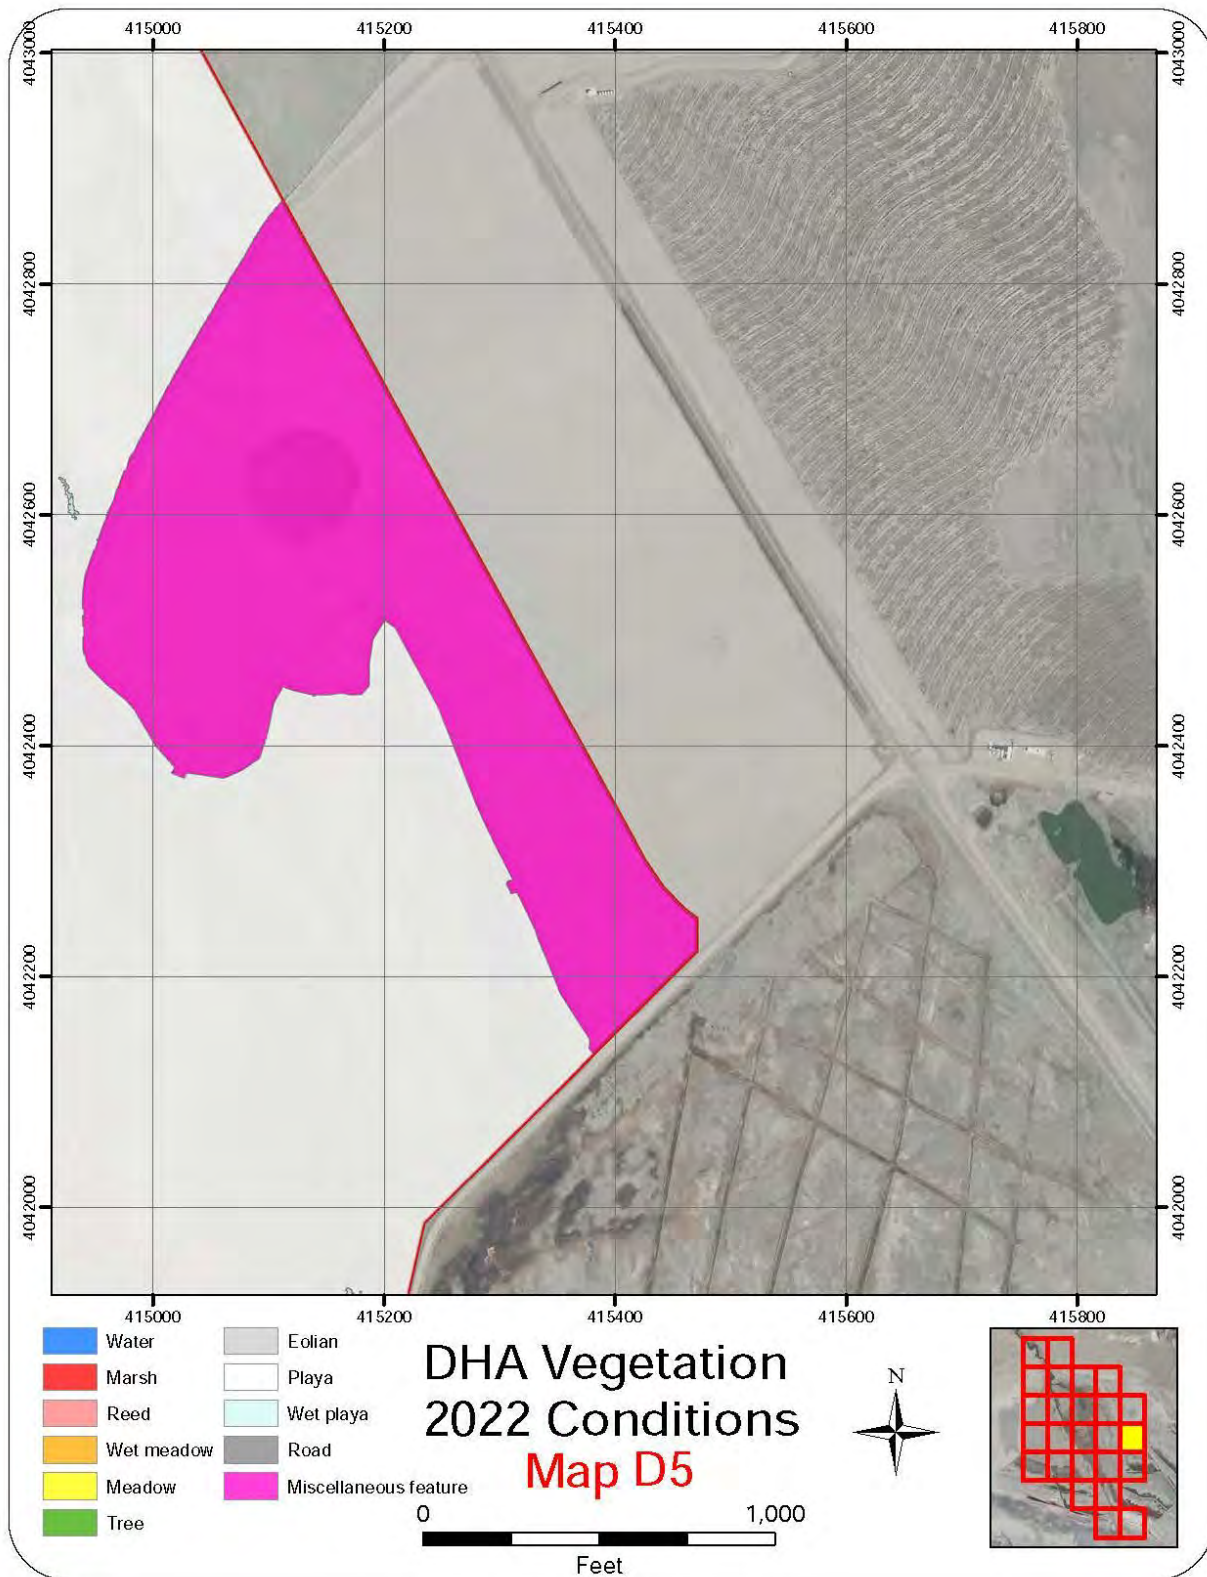 415000 415200 415400 415600 415800
4043000 4043000
4042800 4042800
4042600 4042600
4042400 4042400
4042200 4042200
4042000 4042000
415000 415200 415400 415600 415800
Water
Marsh
Reed
Wet meadow
Meadow
Tree
Eolian
Playa
Wet playa
Road
Miscellaneous feature
DHA Vegetation
2022 Conditions
Map D5
0 1,000
Feet
N